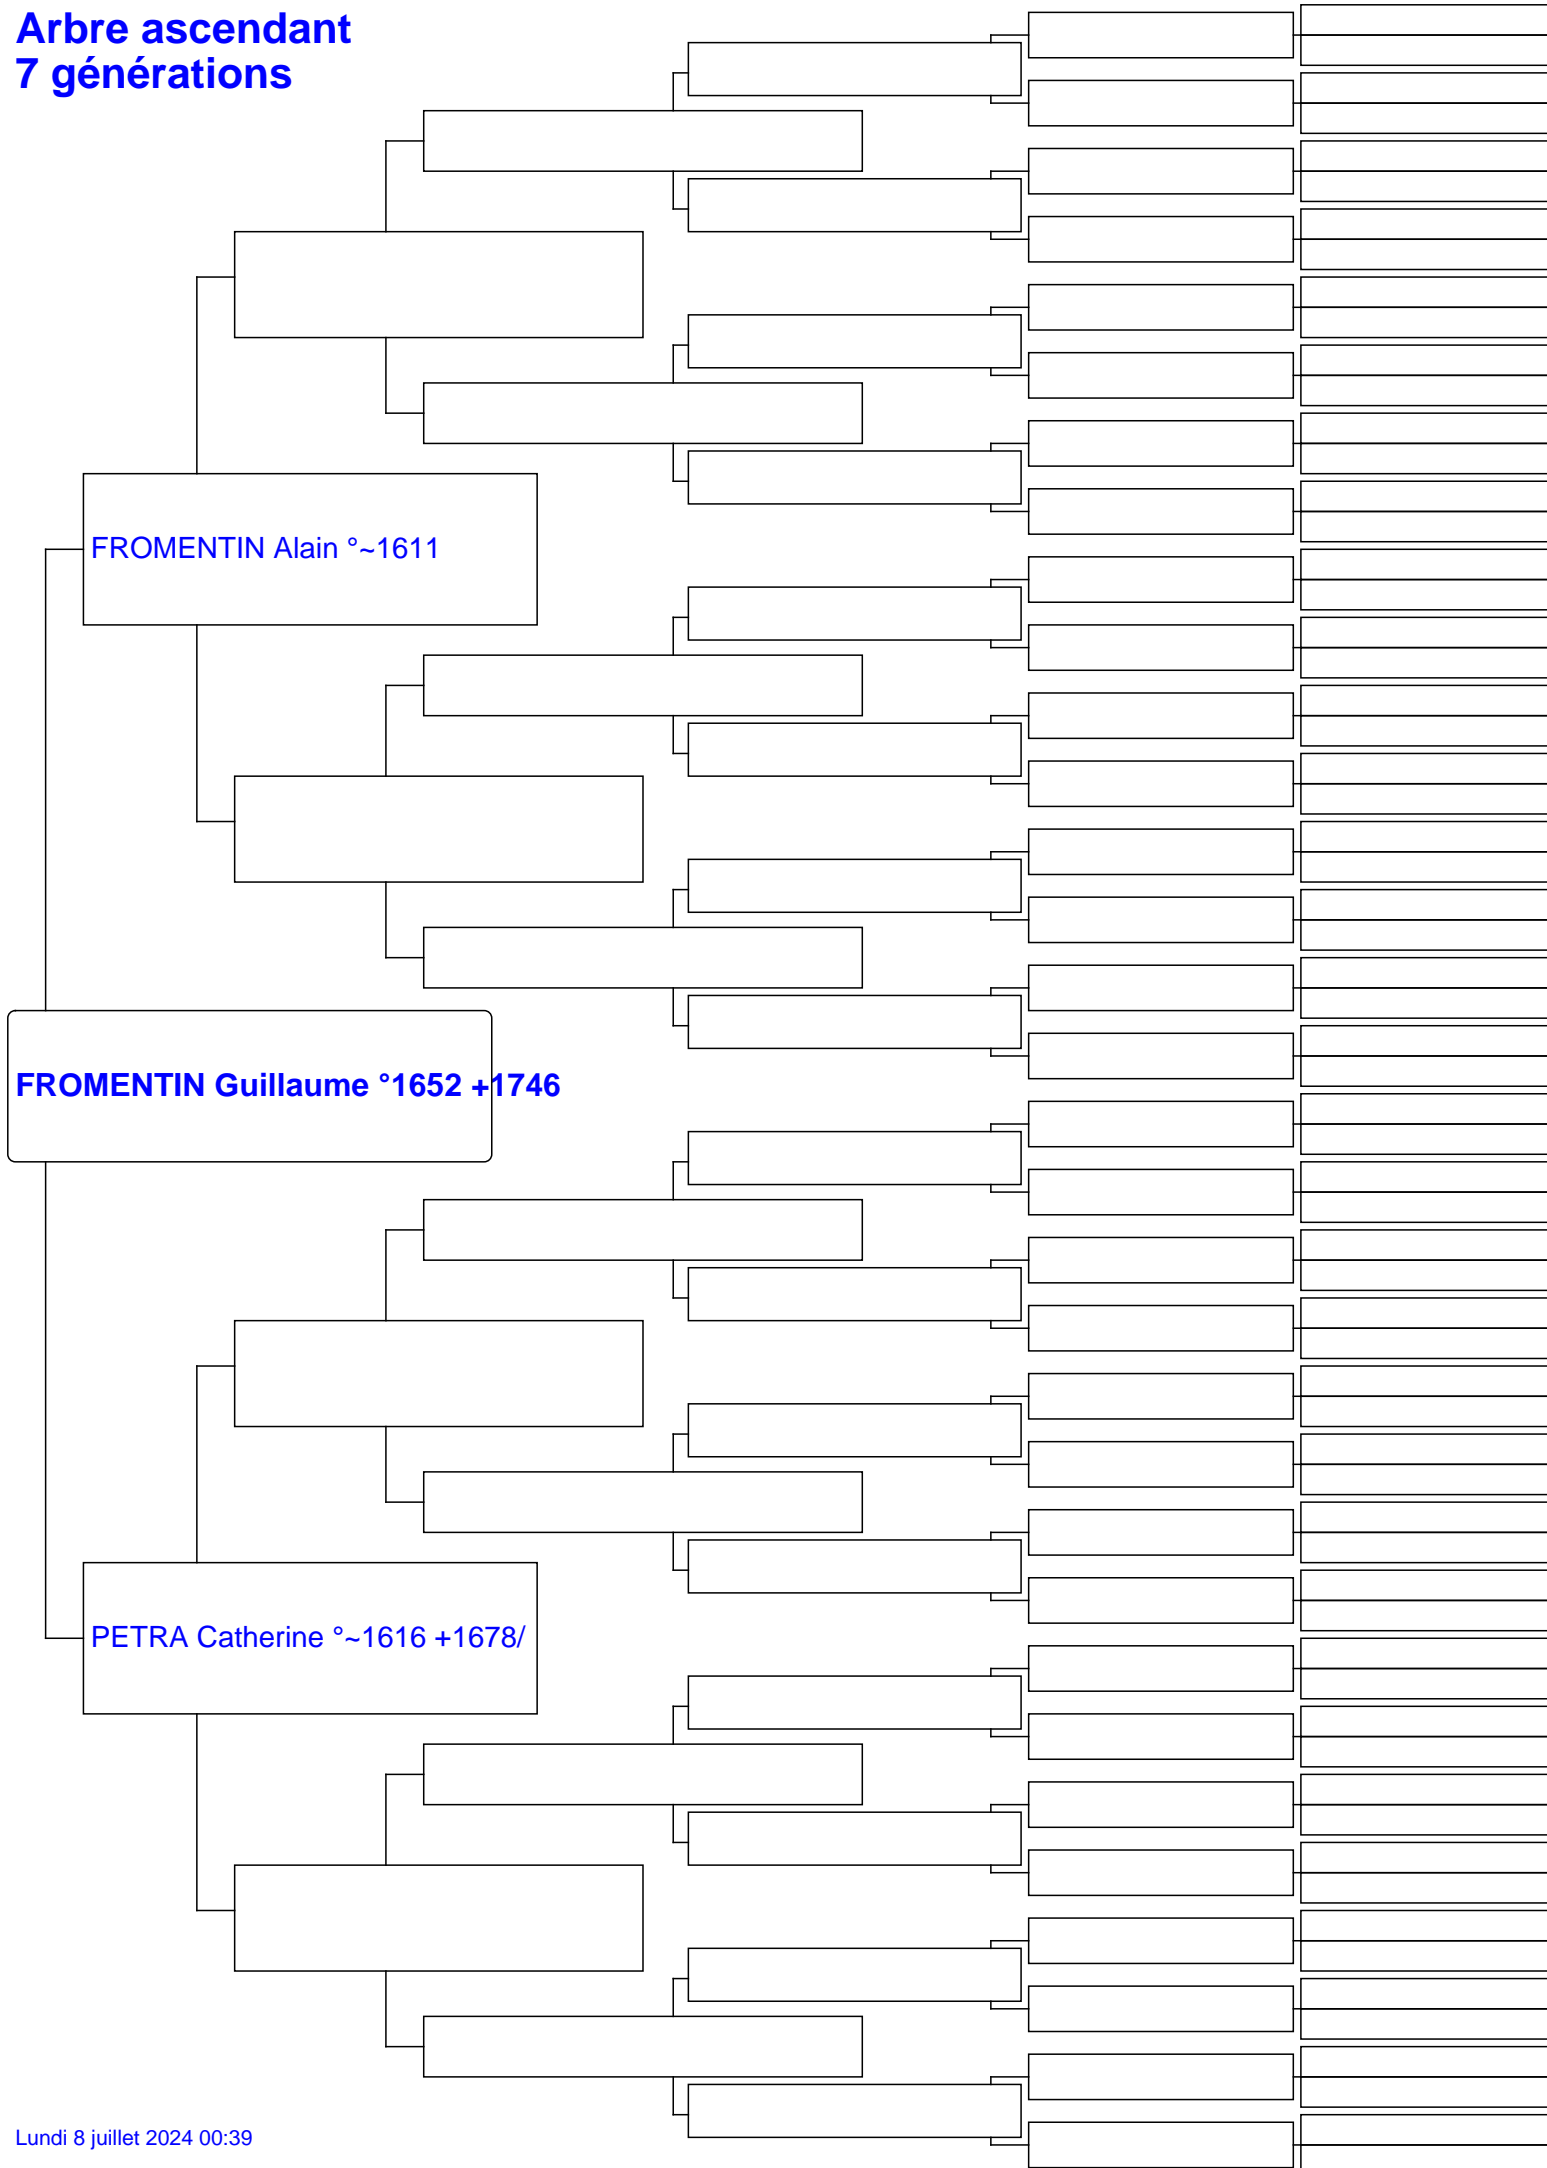 Arbre ascendant
7 générations
FROMENTIN Alain °~1611
FROMENTIN Guillaume °1652 +1746
PETRA Catherine °~1616 +1678/
Lundi 8 juillet 2024 00:39